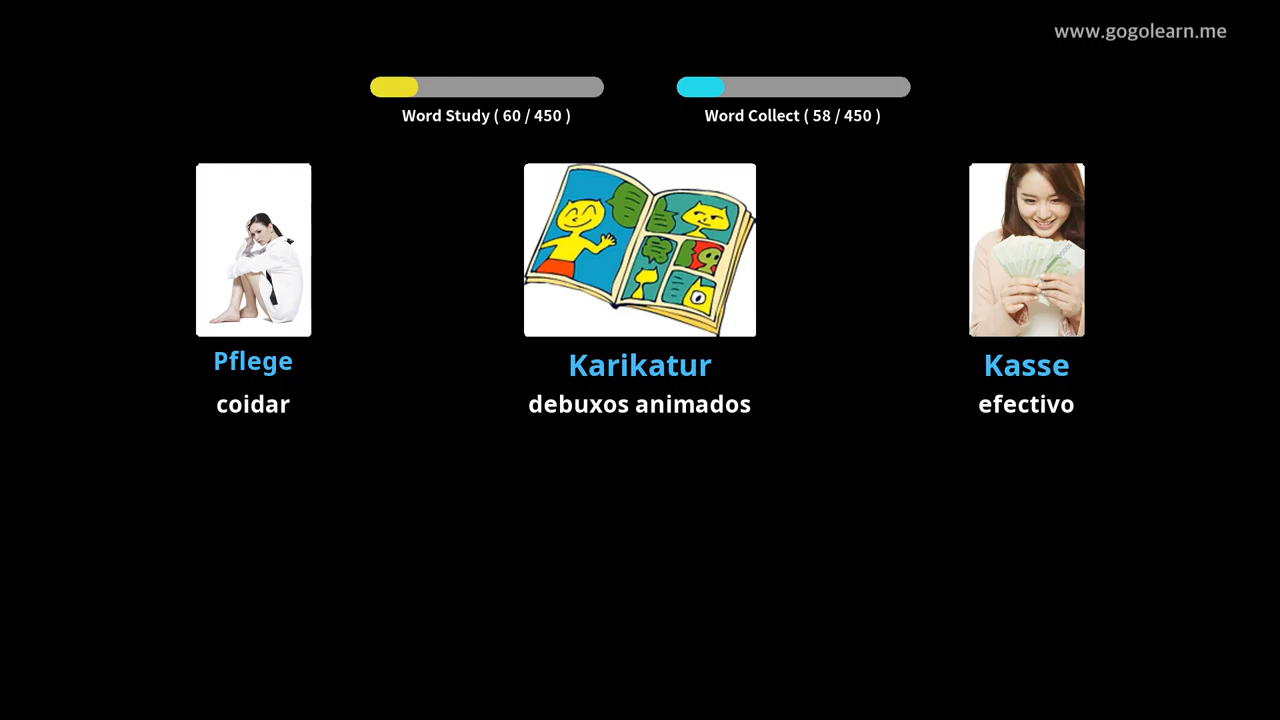 www.gogolearn.me
Word Study ( 60 / 450 )
Word Collect ( 58 / 450 )
Pflege
coidar
Karikatur
debuxos animados
Kasse
efectivo